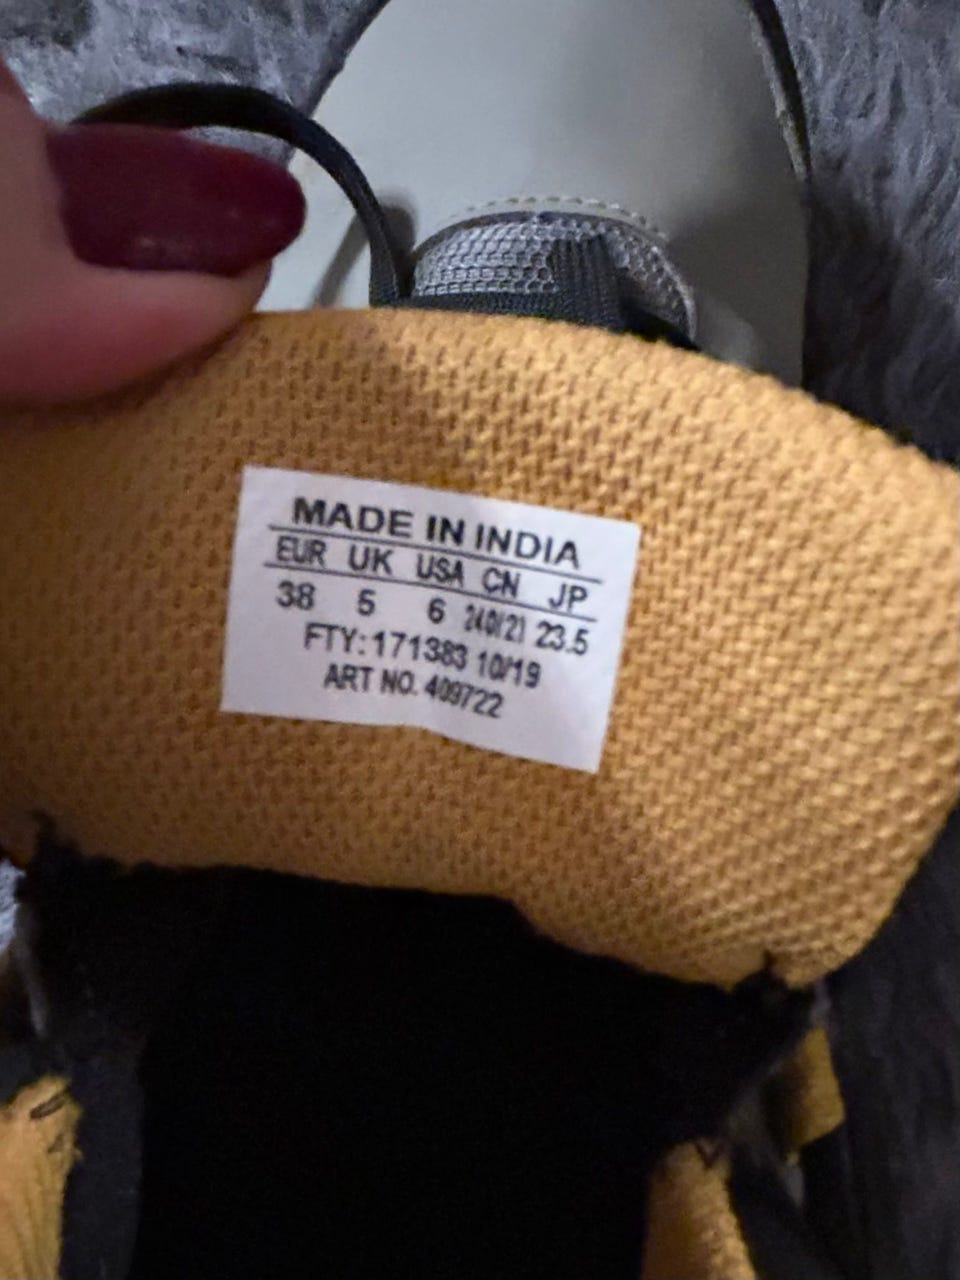 MADE IN INDIA
EUR UK USA CN JP
38 5 6 240/21 23.5
FTY: 171383 10/19
ART NO. 409722